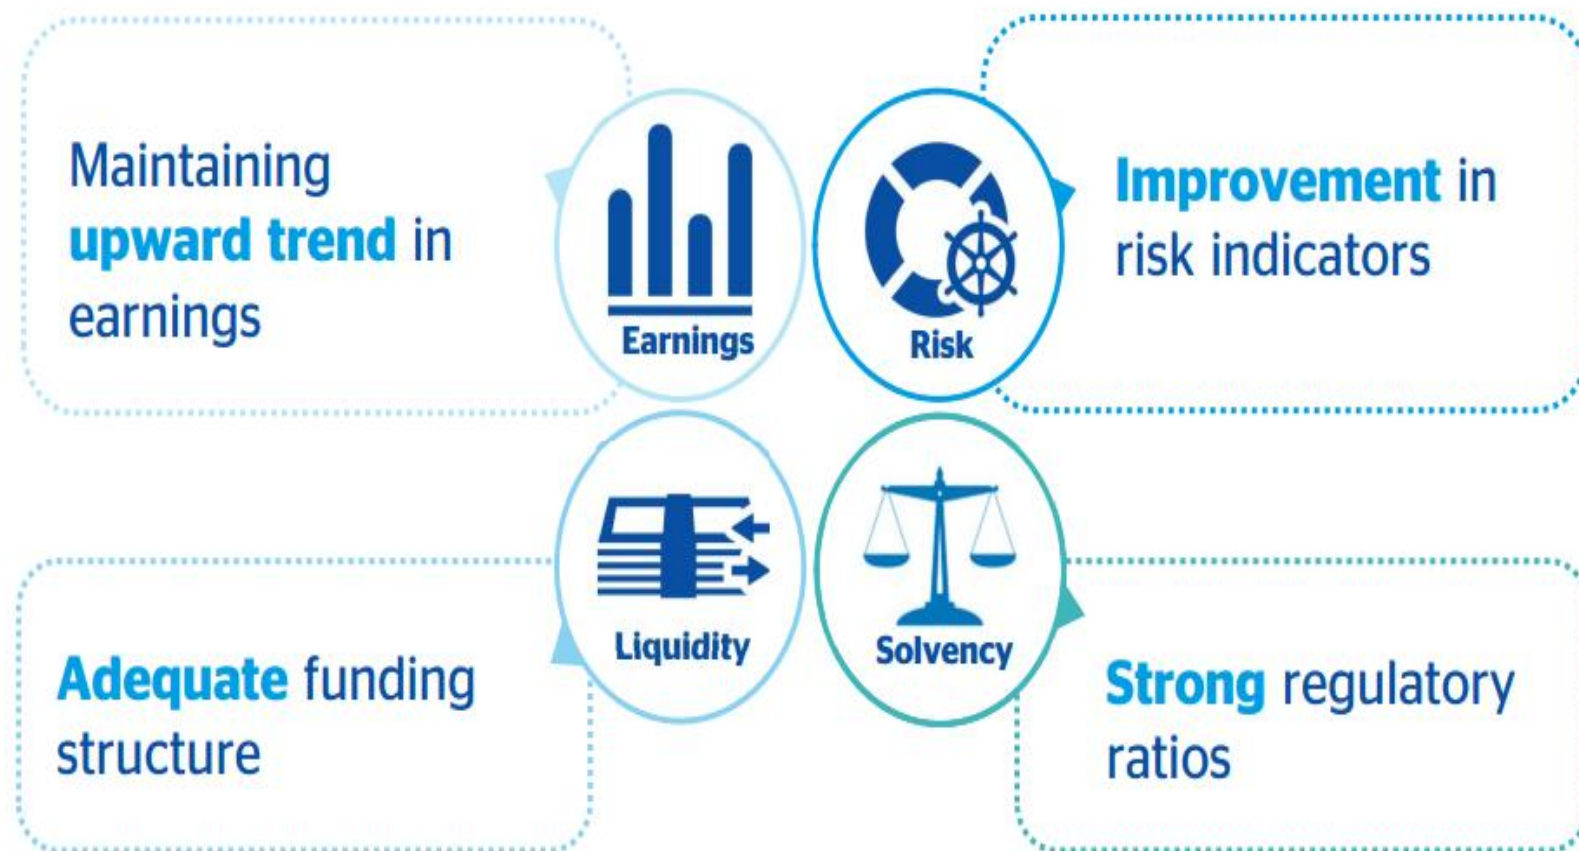 Maintaining
upward trend in
earnings
Earnings
Risk
Improvement in
risk indicators
Adequate funding
structure
Liquidity
Solvency
Strong regulatory
ratios